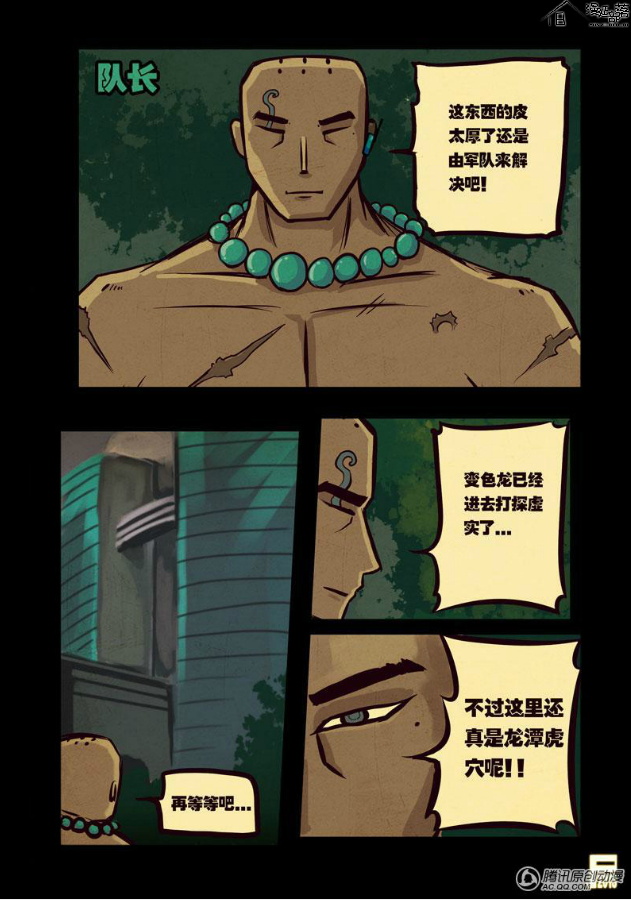 队长
这东西的皮
太厚了还是
由军队来解
决吧！
变色龙已经
进去打探虚
实了...
不过这里还
真是龙潭虎
穴呢！！
再等等吧...
腾讯原创动漫
AC.QQ.COM